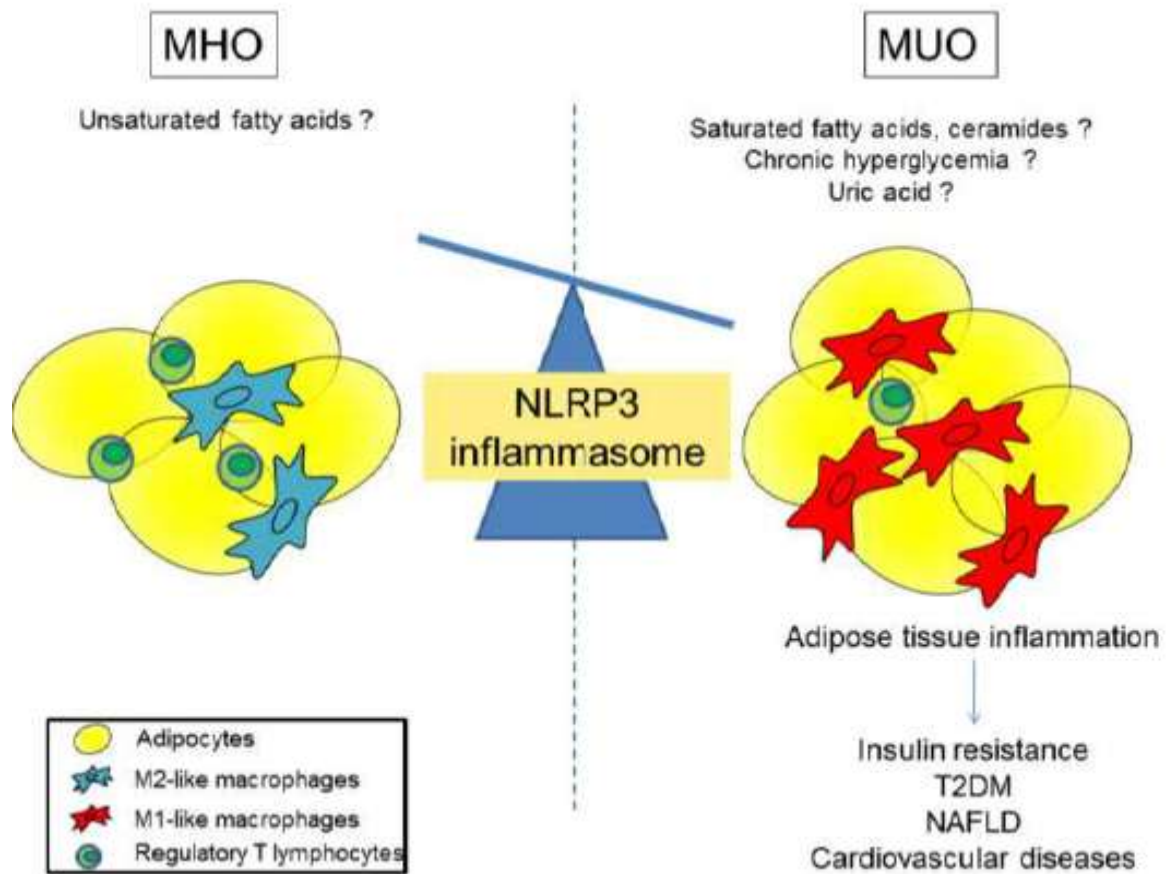 MHO
Unsaturated fatty acids ?
MUO
Saturated fatty acids, ceramides ?
Chronic hyperglycemia ?
Uric acid ?
NLRP3
inflammasome
Adipose tissue inflammation
Insulin resistance
T2DM
NAFLD
Cardiovascular diseases
Adipocytes
M2-like macrophages
M1-like macrophages
Regulatory T lymphocytes